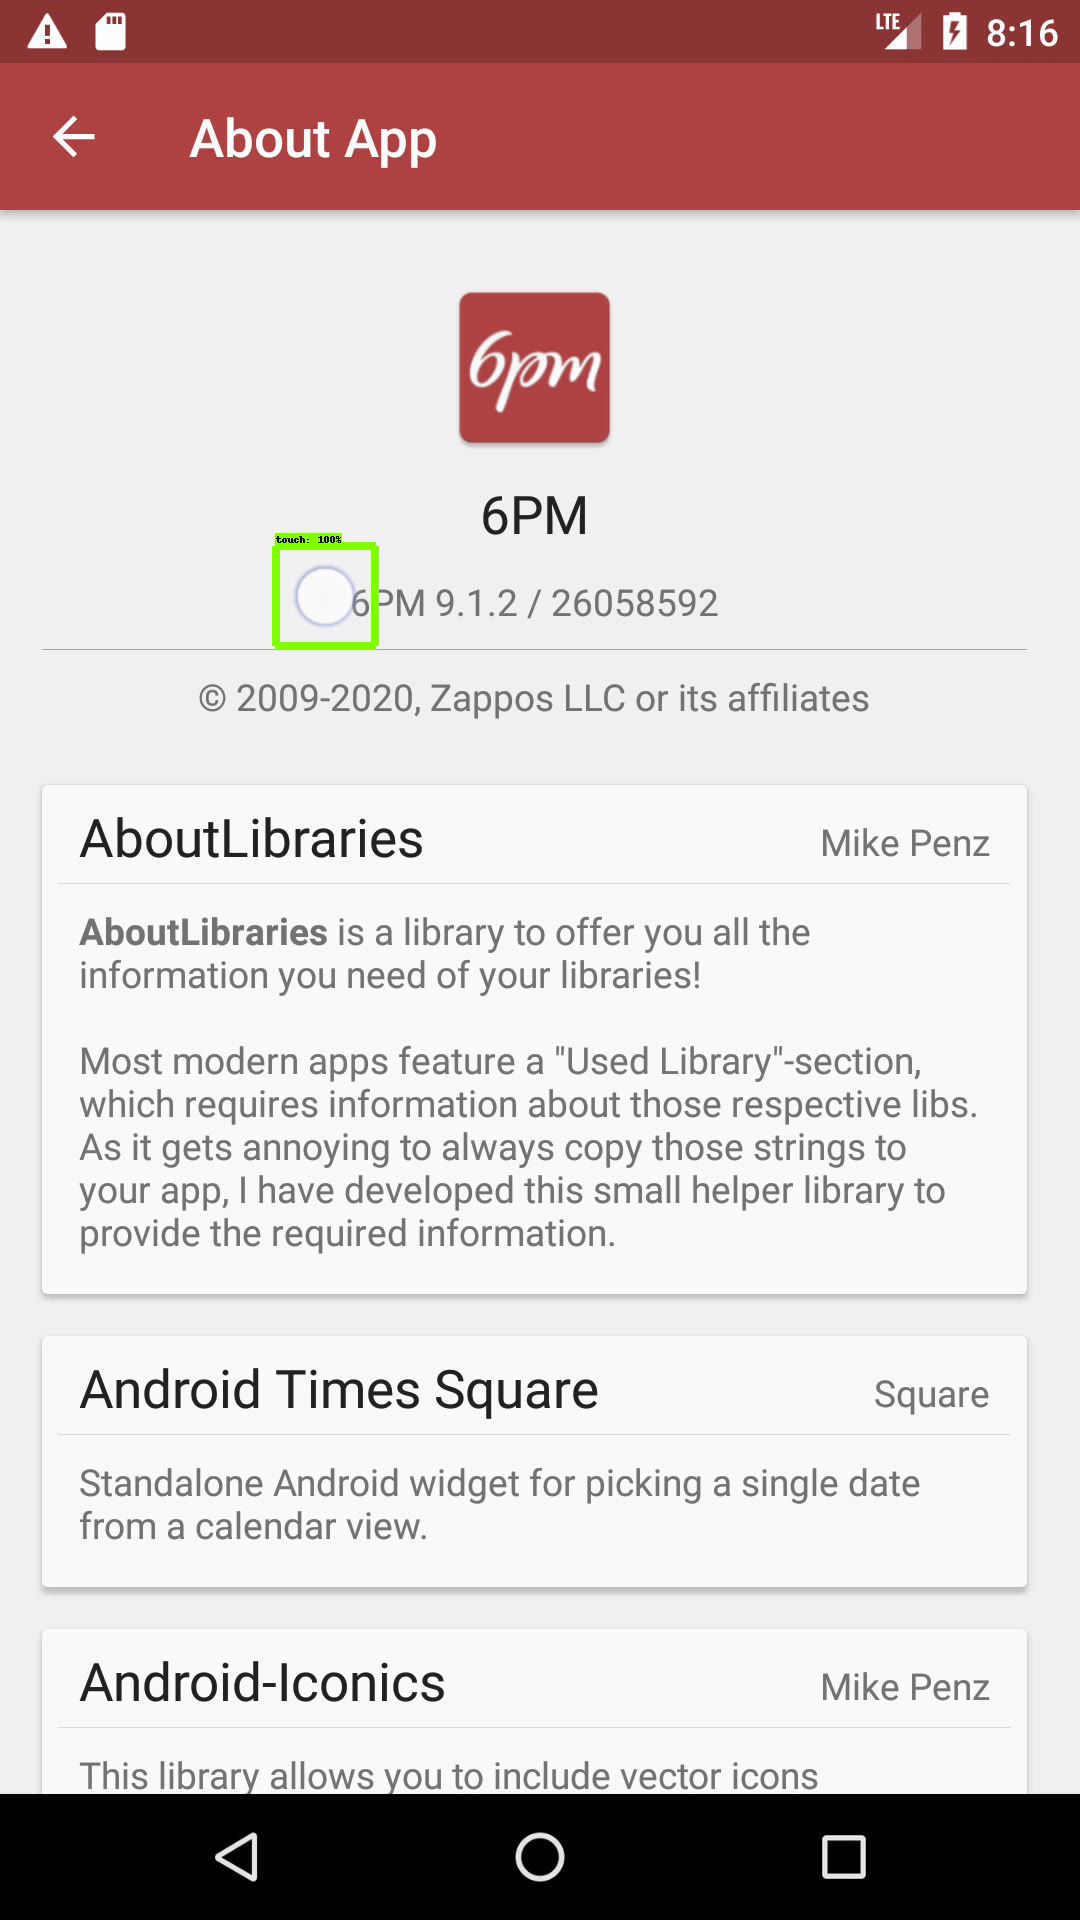 LTE 8:16
About App
6pm
6PM
touch: 100%
6PM 9.1.2 / 26058592
© 2009-2020, Zappos LLC or its affiliates
AboutLibraries Mike Penz
AboutLibraries is a library to offer you all the
information you need of your libraries!
Most modern apps feature a "Used Library"-section,
which requires information about those respective libs.
As it gets annoying to always copy those strings to
your app, I have developed this small helper library to
provide the required information.
Android Times Square Square
Standalone Android widget for picking a single date
from a calendar view.
Android-Iconics Mike Penz
This library allows you to include vector icons